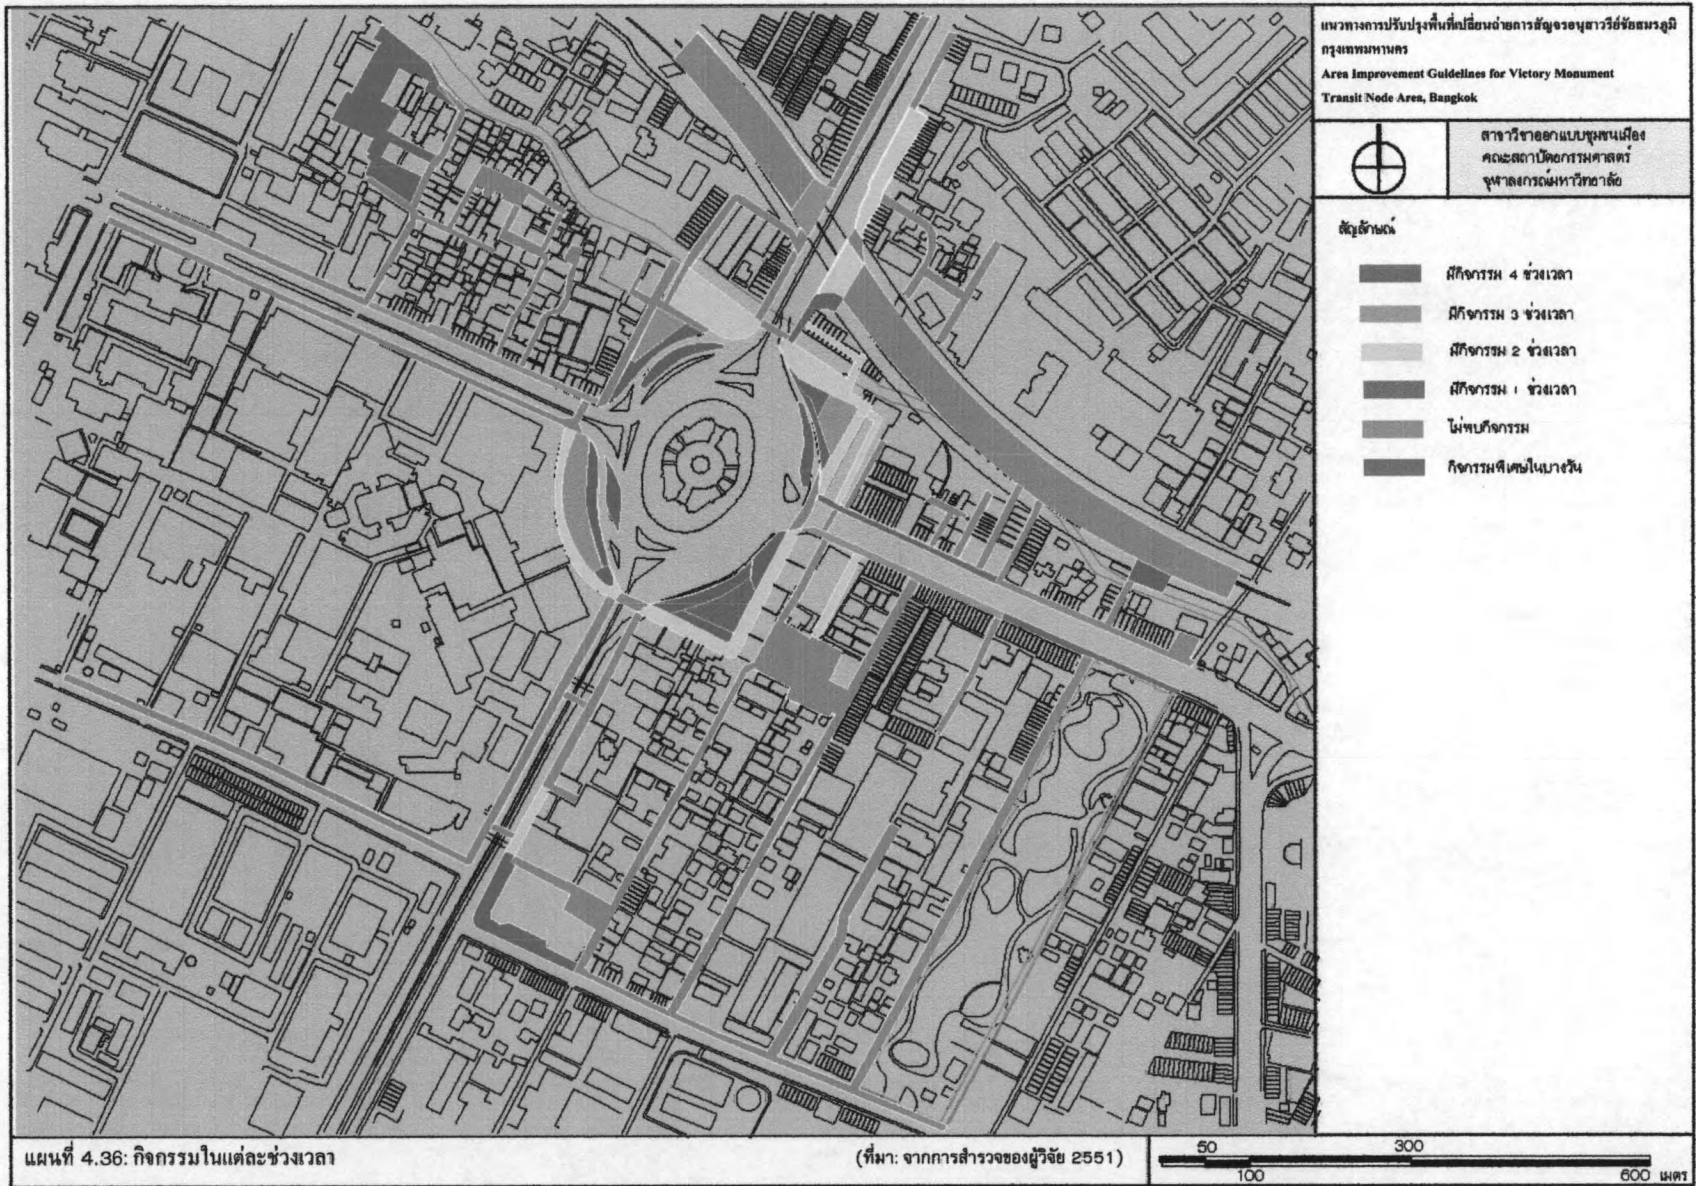 แนวทางการปรับปรุงพื้นที่เปลี่ยนถ่ายการสัญจรอนุสาวรีย์ชัยสมรภูมิ
กรุงเทพมหานคร
Area Improvement Guidelines for Victory Monument
Transit Node Area, Bangkok
สาขาวิชาออกแบบชุมชนเมือง
คณะสถาปัตยกรรมศาสตร์
จุฬาลงกรณ์มหาวิทยาลัย
สัญลักษณ์
มีกิจกรรม 4 ช่วงเวลา
มีกิจกรรม 3 ช่วงเวลา
มีกิจกรรม 2 ช่วงเวลา
มีกิจกรรม 1 ช่วงเวลา
ไม่พบกิจกรรม
กิจกรรมพิเศษในบางวัน
แผนที่ 4.36: กิจกรรมในแต่ละช่วงเวลา
(ที่มา: จากการสำรวจของผู้วิจัย 2551)
50 300
100 600 เมตร